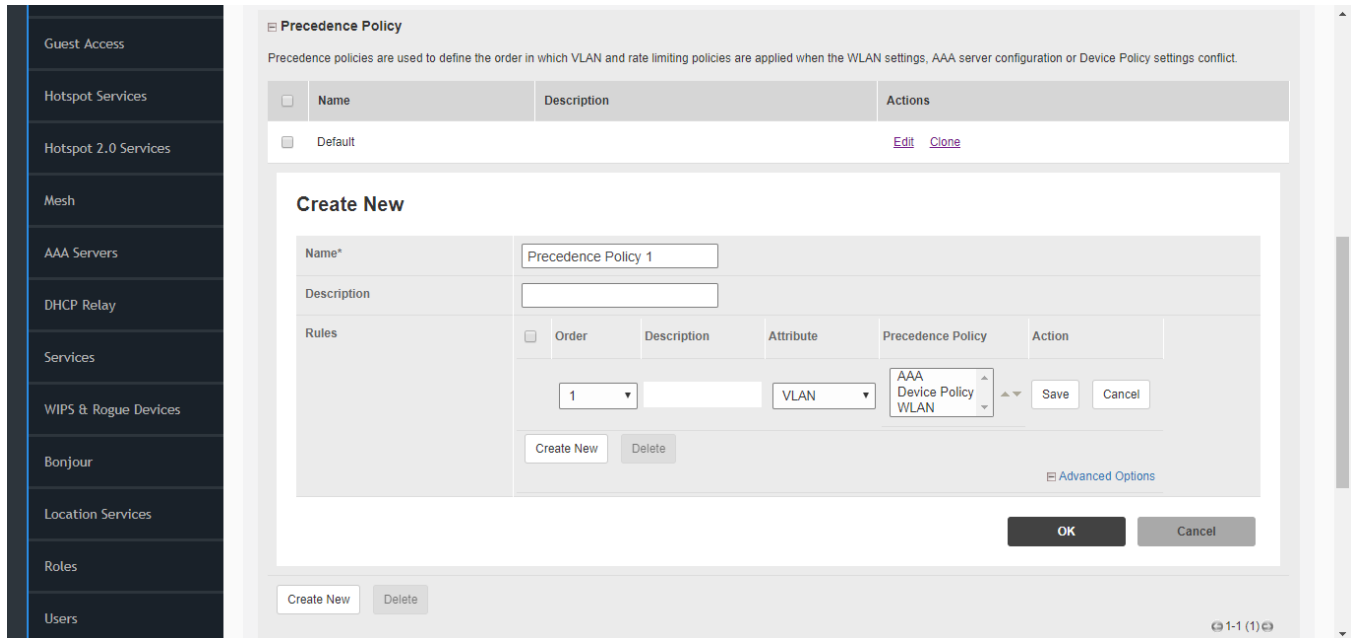 Guest Access
Hotspot Services
Hotspot 2.0 Services
Mesh
AAA Servers
DHCP Relay
Services
WIPS & Rogue Devices
Bonjour
Location Services
Roles
Users
Precedence Policy
Precedence policies are used to define the order in which VLAN and rate limiting policies are applied when the WLAN settings, AAA server configuration or Device Policy settings conflict.
Name Description Actions
Default Edit Clone
Create New
Name* Precedence Policy 1
Description
Rules Order Description Attribute Precedence Policy Action
1 VLAN AAA Device Policy WLAN Save Cancel
Create New Delete
Advanced Options
OK Cancel
Create New Delete
1-1 (1)